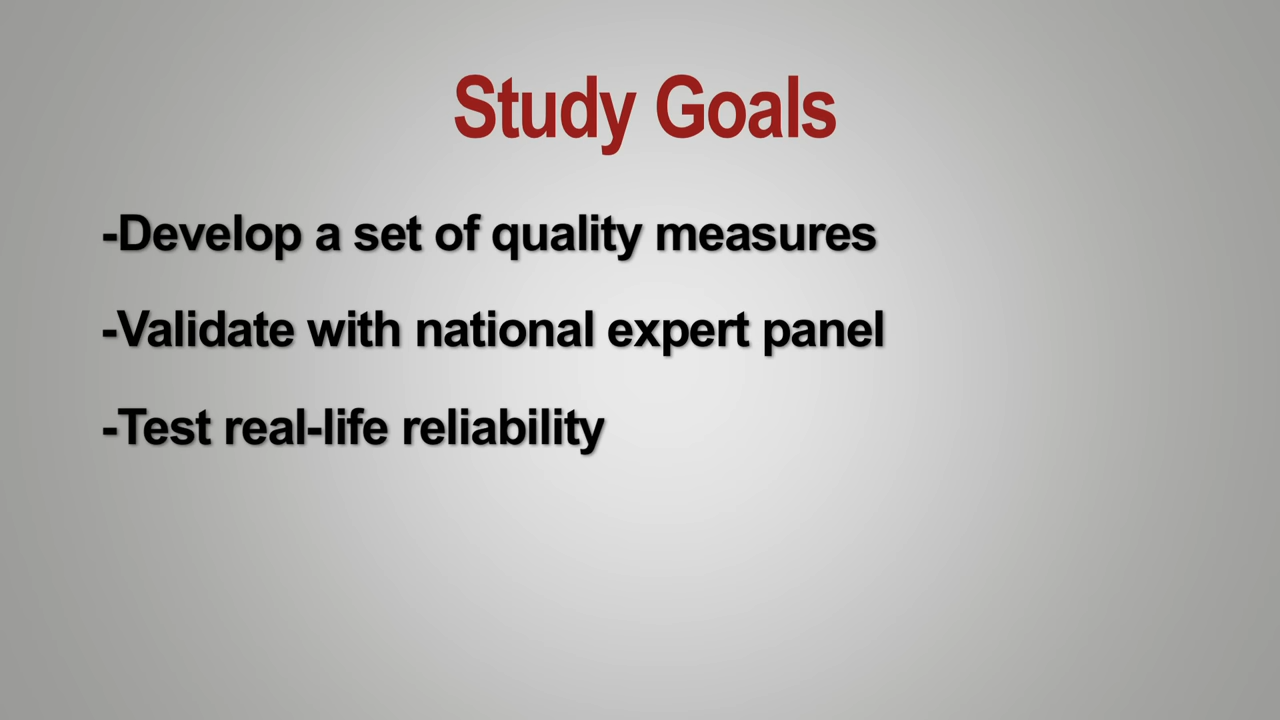 Study Goals
-Develop a set of quality measures
-Validate with national expert panel
-Test real-life reliability